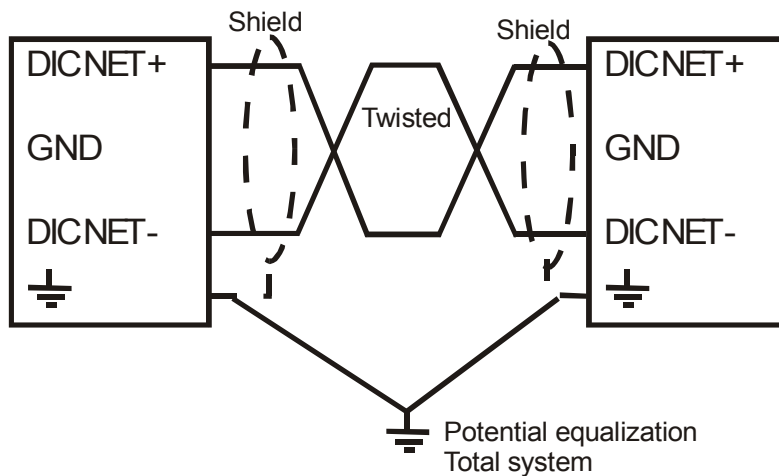 Shield
Shield
DICNET+
DICNET+
Twisted
GND
GND
DICNET-
DICNET-
Potential equalization
Total system